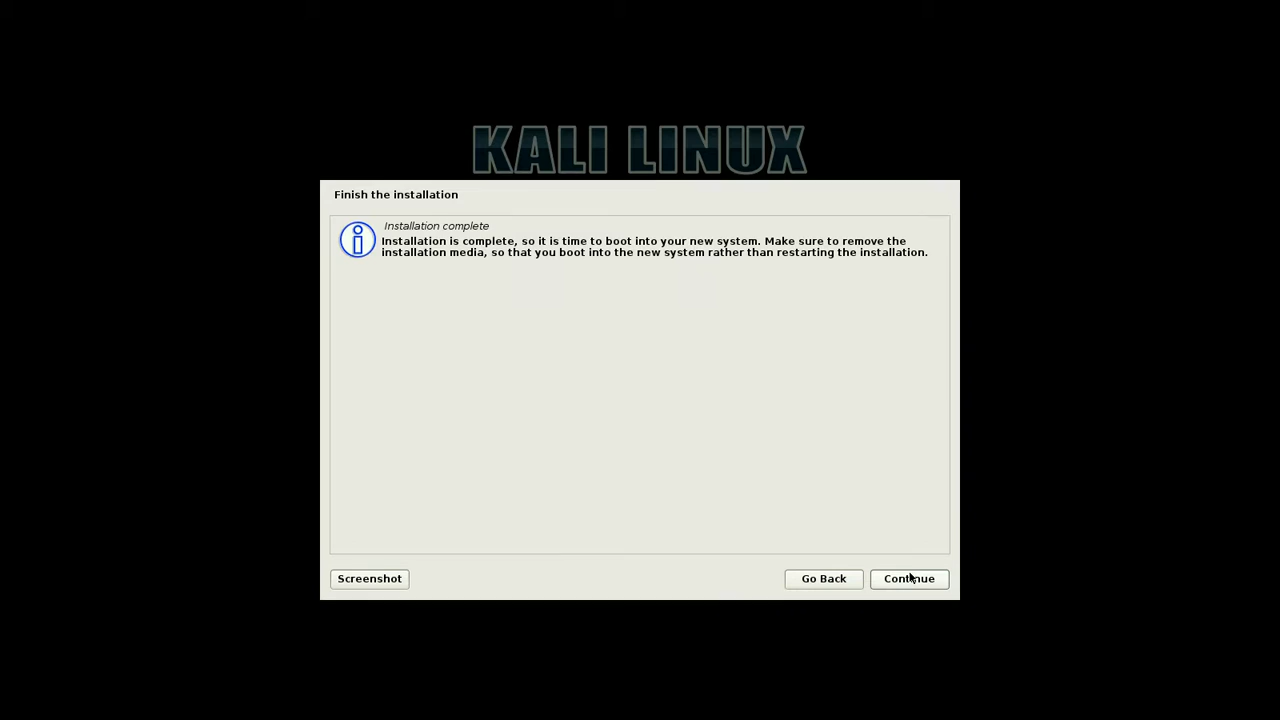 KALI LINUX
Finish the installation
Installation complete
Installation is complete, so it is time to boot into your new system. Make sure to remove the
installation media, so that you boot into the new system rather than restarting the installation.
Screenshot
Go Back
Continue